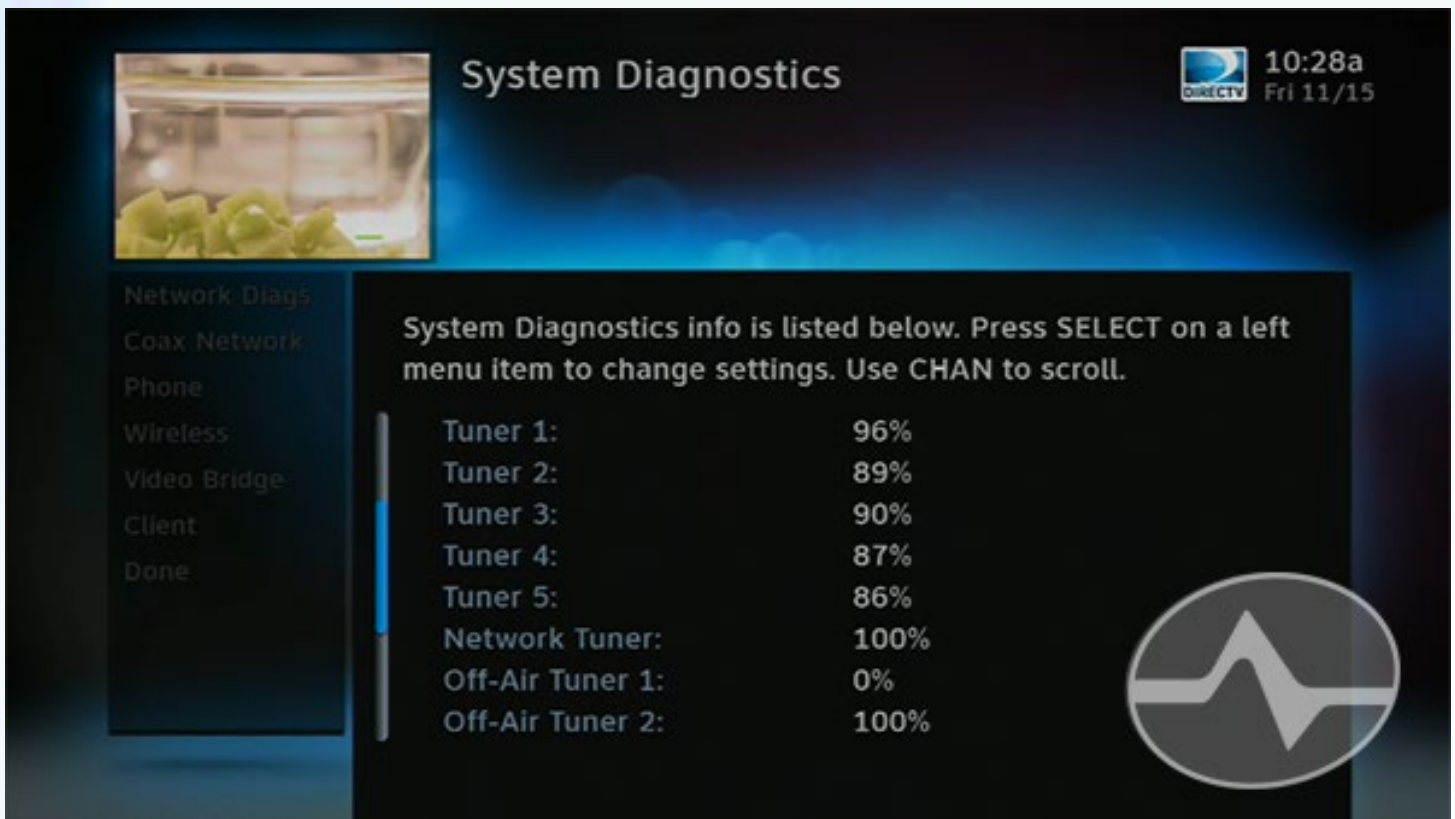 System Diagnostics
DIRECTV
10:28a
Fri 11/15
Network Diags
Coax Network
Phone
Wireless
Video Bridge
Client
Done
System Diagnostics info is listed below. Press SELECT on a left
menu item to change settings. Use CHAN to scroll.
Tuner 1: 96%
Tuner 2: 89%
Tuner 3: 90%
Tuner 4: 87%
Tuner 5: 86%
Network Tuner: 100%
Off-Air Tuner 1: 0%
Off-Air Tuner 2: 100%